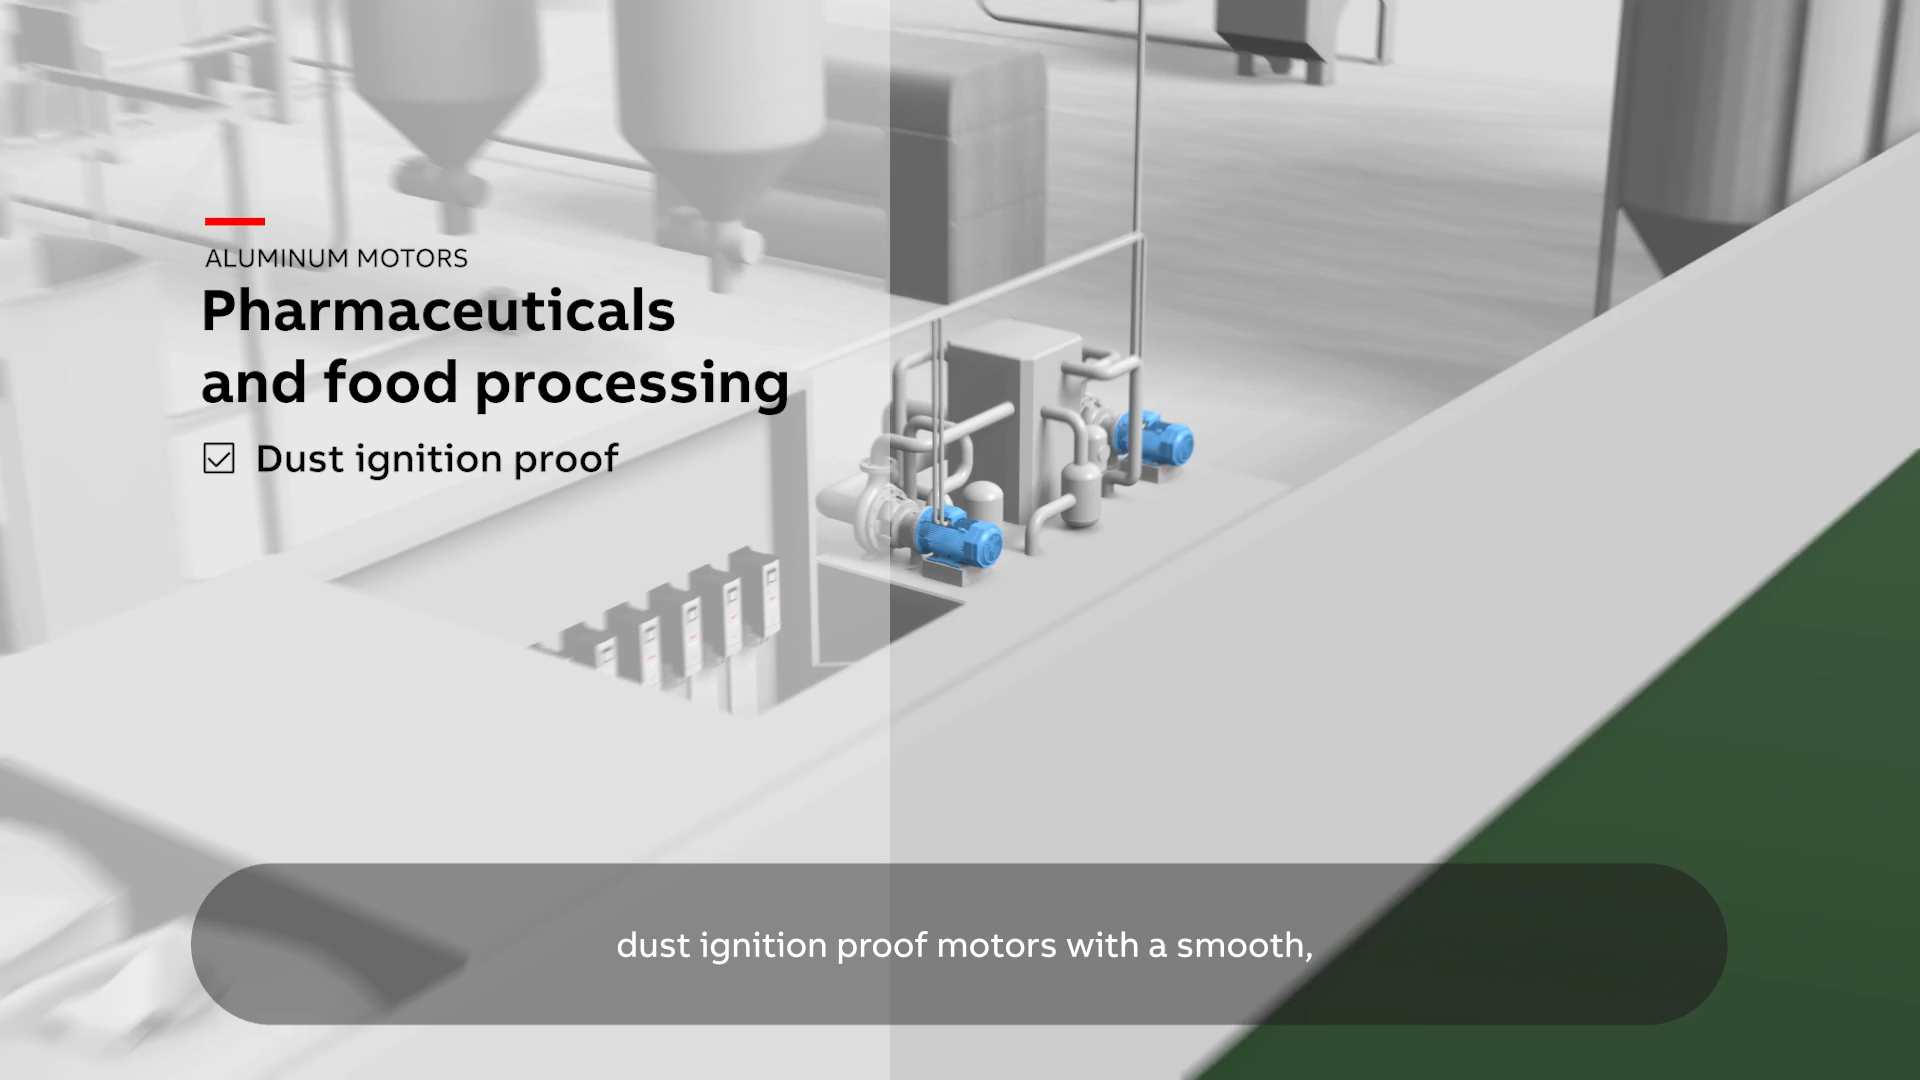 ALUMINUM MOTORS
Pharmaceuticals
and food processing
Dust ignition proof
dust ignition proof motors with a smooth,